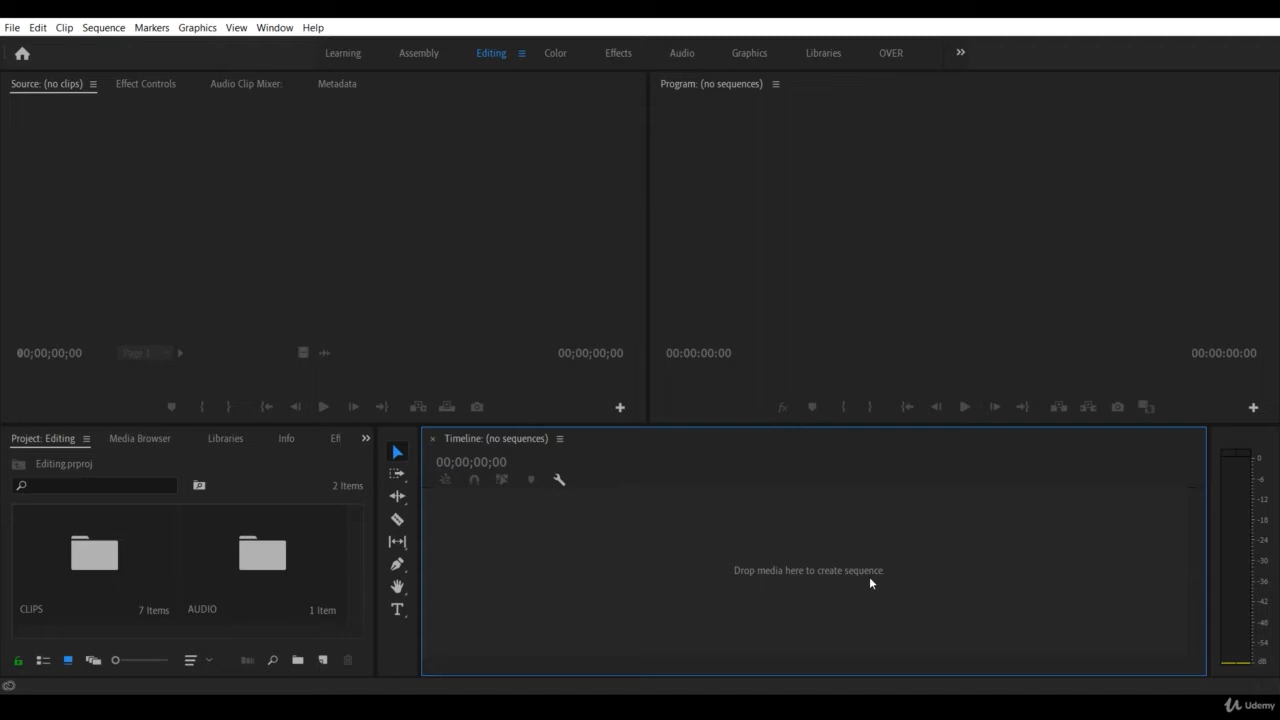 File Edit Clip Sequence Markers Graphics View Window Help
Learning Assembly Editing Color Effects Audio Graphics Libraries OVER
Source: (no clips) Effect Controls Audio Clip Mixer: Metadata
Program: (no sequences)
00;00;00;00 Page 1 00;00;00;00
00:00:00:00 00:00:00:00
fx
Project: Editing Media Browser Libraries Info Eff
Editing.prproj
2 Items
CLIPS 7 Items AUDIO 1 Item
T
Timeline: (no sequences)
00;00;00;00
Drop media here to create sequence.
0
-6
-12
-18
-24
-30
-36
-42
-48
-54
dB
Udemy